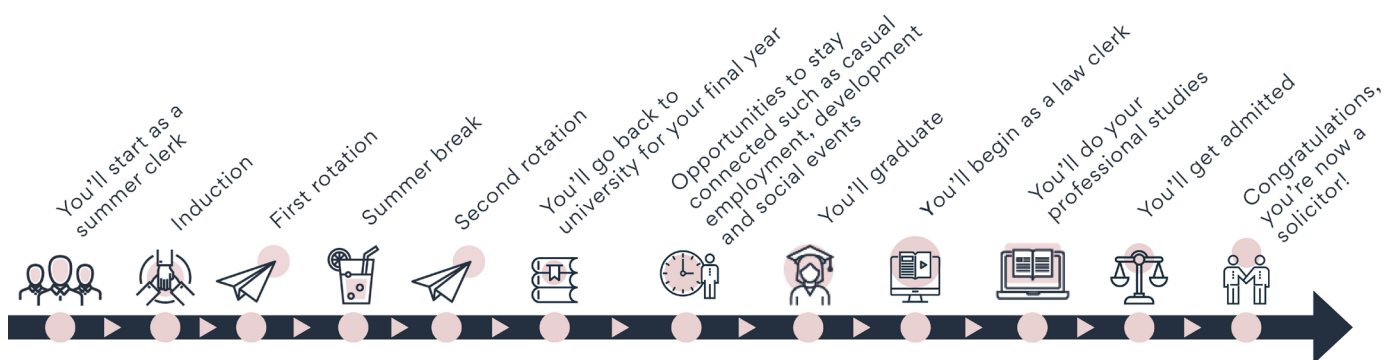 You’ll start as a
summer clerk
Induction
First rotation
Summer break
Second rotation
You’ll go back to
university for your final year
Opportunities to stay
connected such as casual
employment, development
and social events
You’ll graduate
You’ll begin as a law clerk
You’ll do your
professional studies
You’ll get admitted
Congratulations,
you’re now a
solicitor!